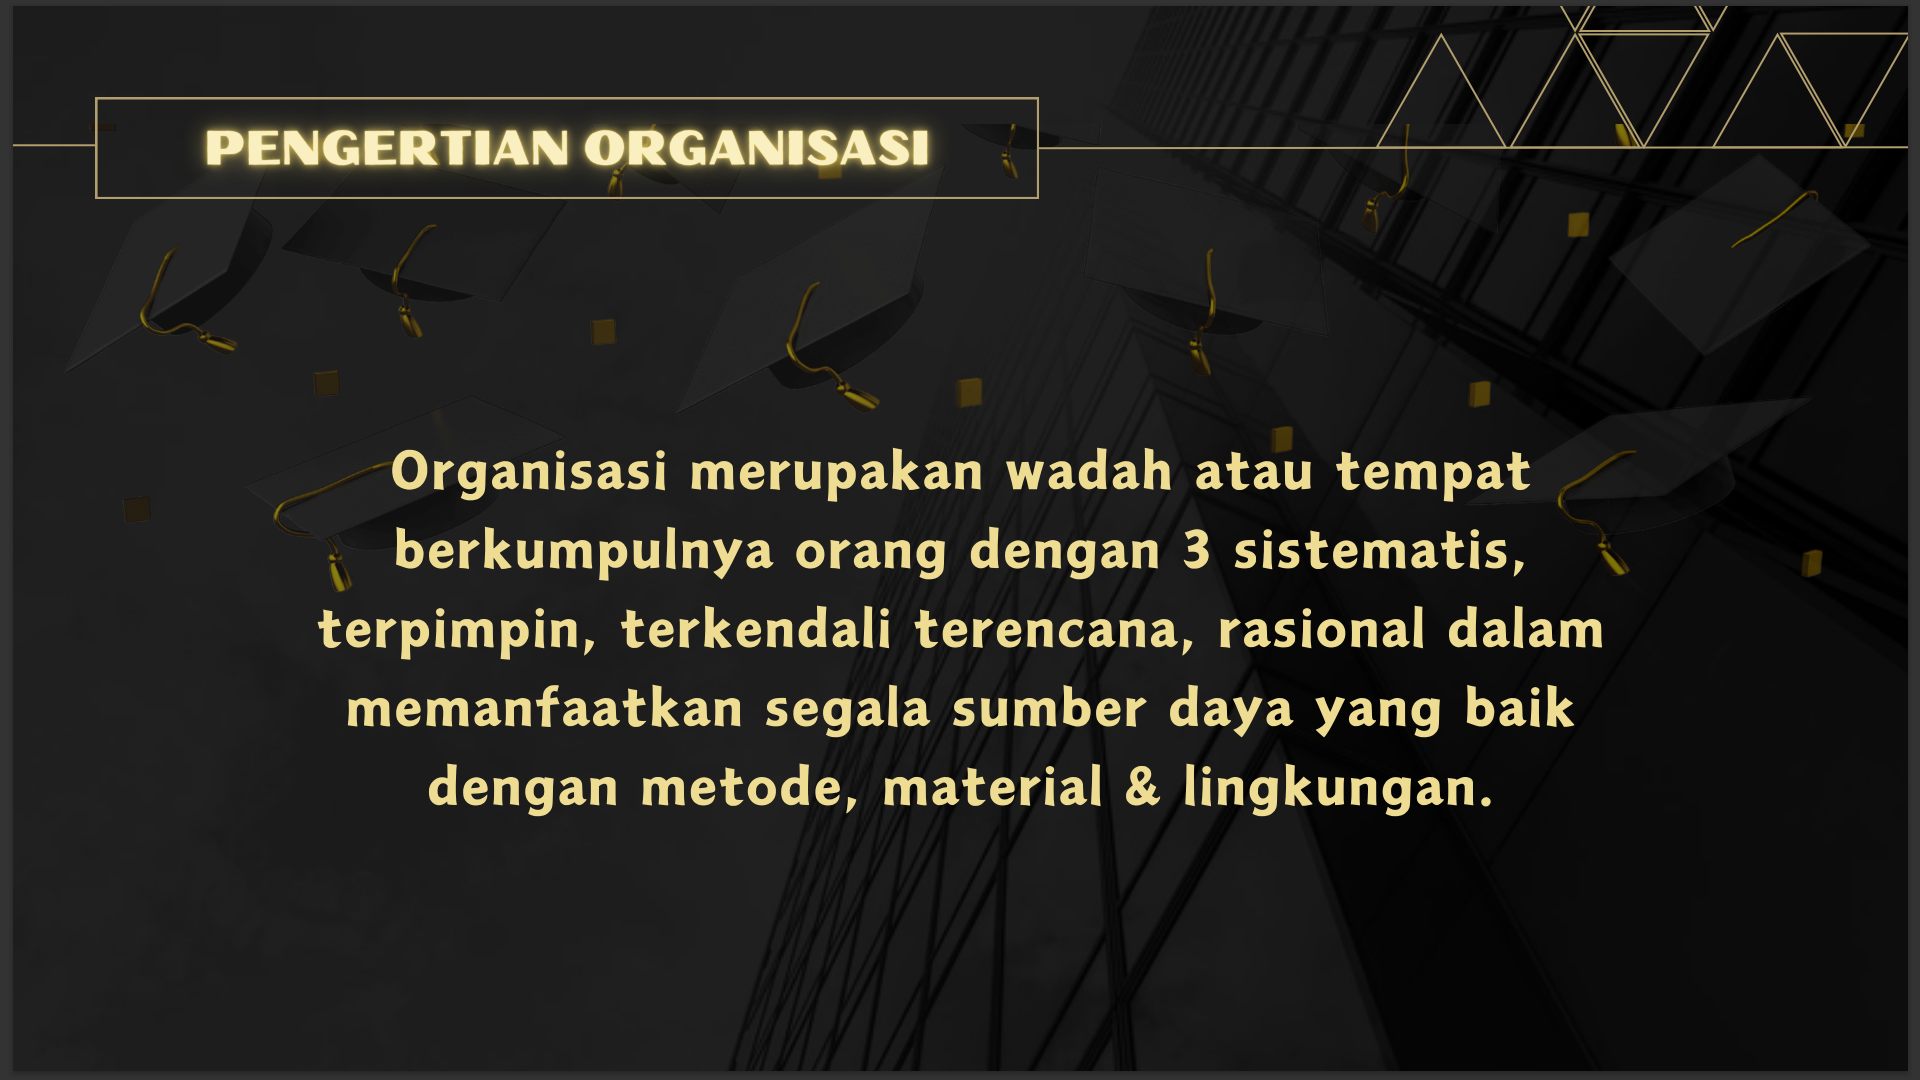 PENGERTIAN ORGANISASI
Organisasi merupakan wadah atau tempat
berkumpulnya orang dengan 3 sistematis,
terpimpin, terkendali terencana, rasional dalam
memanfaatkan segala sumber daya yang baik
dengan metode, material & lingkungan.